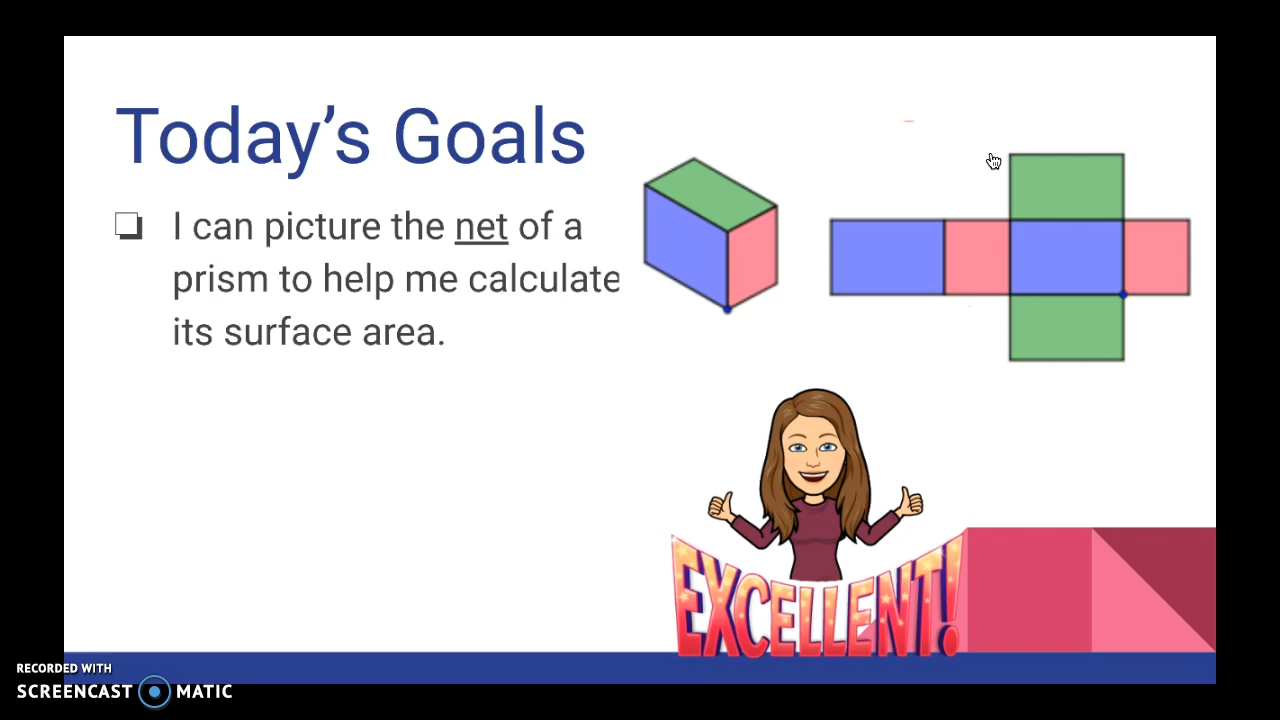 Today’s Goals
I can picture the net of a
prism to help me calculate
its surface area.
EXCELLENT!
RECORDED WITH
SCREENCAST MATIC